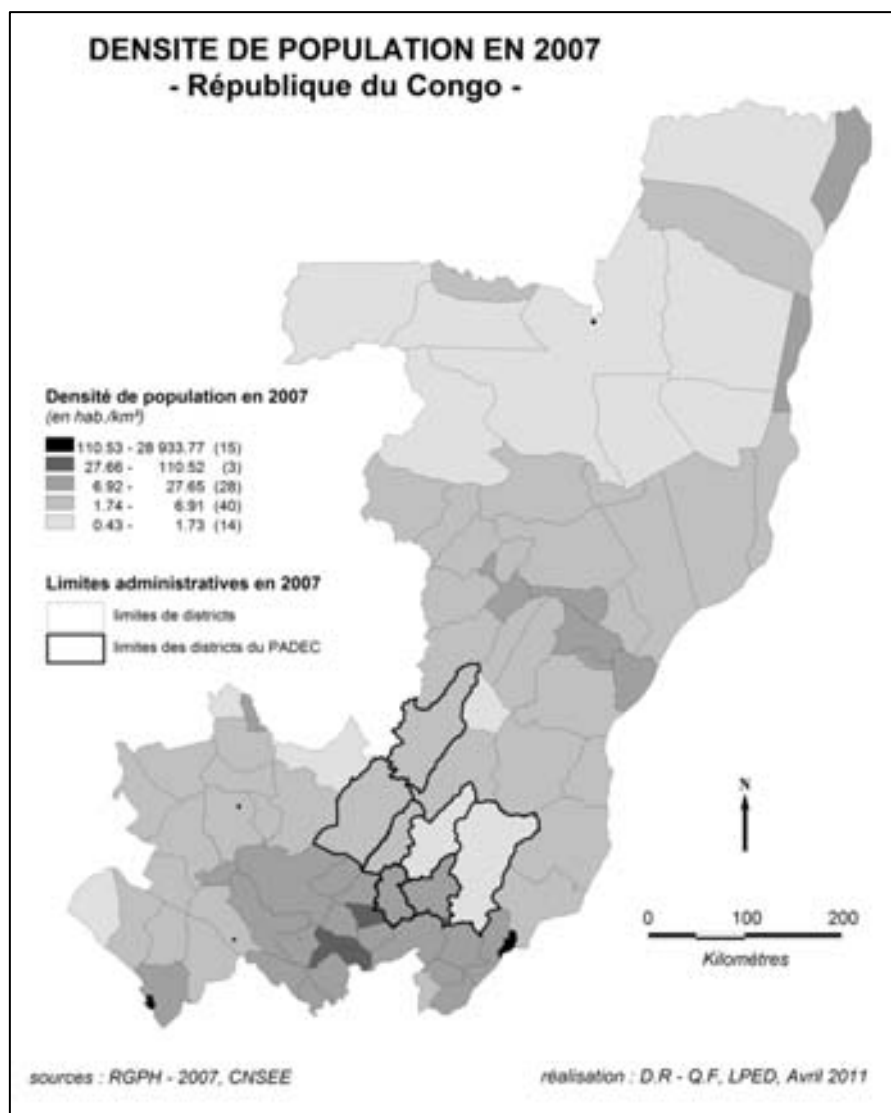 DENSITE DE POPULATION EN 2007
- République du Congo -
Densité de population en 2007
(en hab./km²)
110.53 - 28 933.77 (15)
27.66 - 110.52 (3)
6.92 - 27.65 (28)
1.74 - 6.91 (40)
0.43 - 1.73 (14)
Limites administratives en 2007
limites de districts
limites des districts du PADEC
N
0 100 200
Kilomètres
sources : RGPH - 2007, CNSEE
réalisation : D.R - Q.F, LPED, Avril 2011